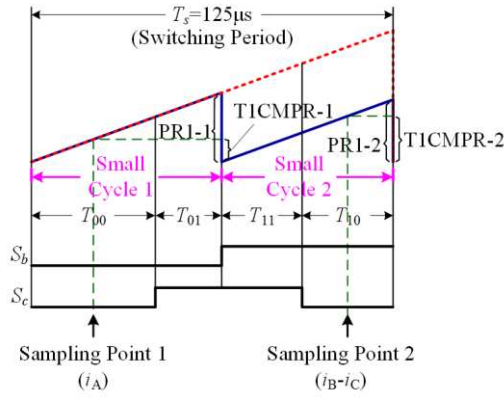 Ts=125μs
(Switching Period)
T1CMPR-1
PR1-1
PR1-2
T1CMPR-2
Small
Cycle 1
Small
Cycle 2
T00
T01
T11
T10
Sb
Sc
Sampling Point 1
(iA)
Sampling Point 2
(iB-iC)